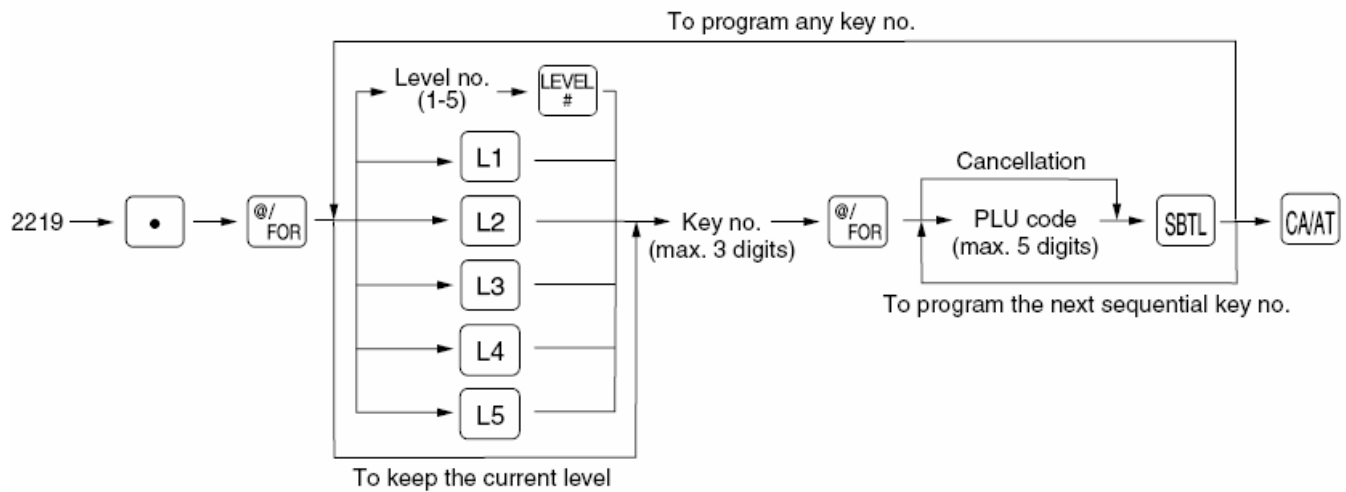 To program any key no.
Level no.
(1-5)
LEVEL
#
L1
L2
L3
L4
L5
2219
•
@/
FOR
Key no.
(max. 3 digits)
@/
FOR
Cancellation
PLU code
(max. 5 digits)
SBTL
CA/AT
To program the next sequential key no.
To keep the current level